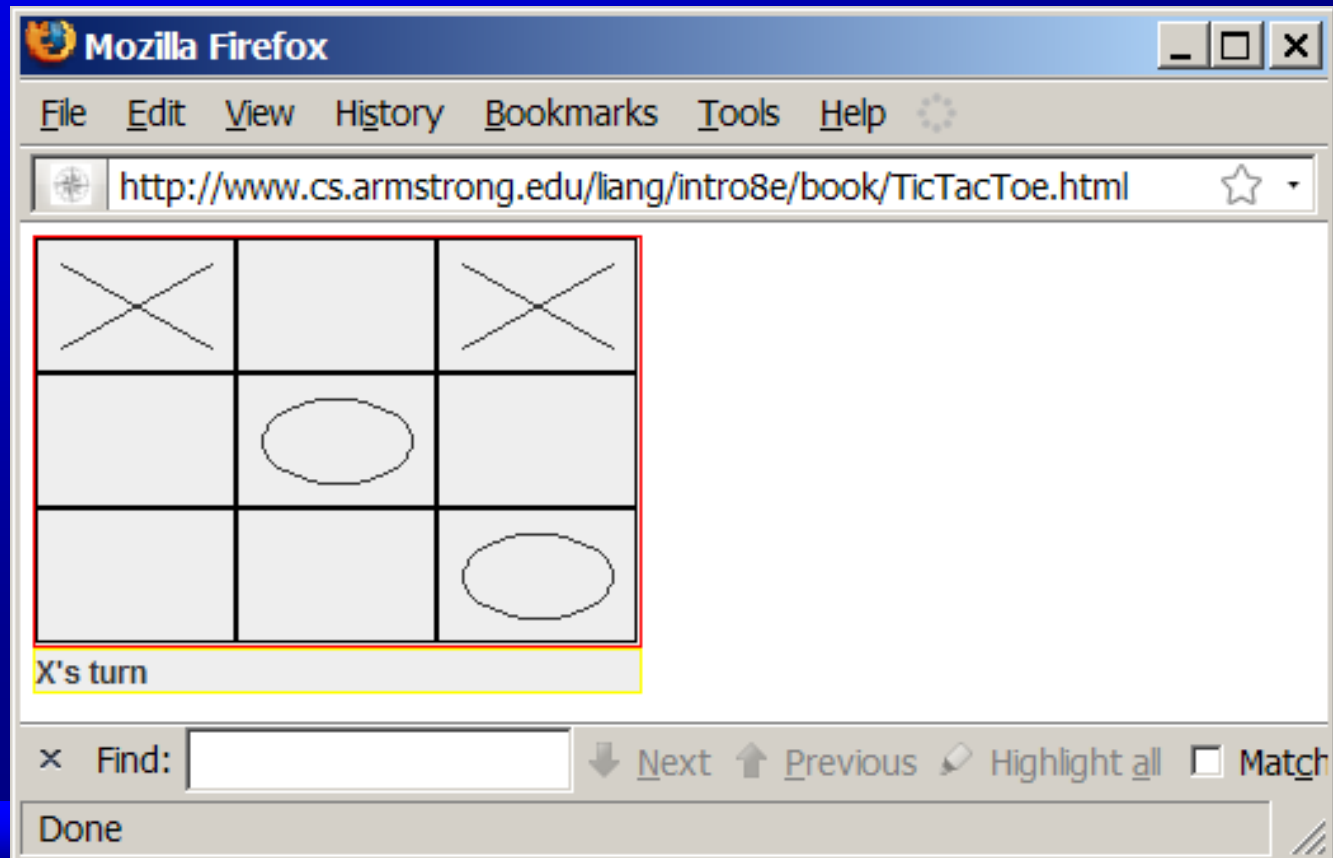 Mozilla Firefox
File Edit View History Bookmarks Tools Help
http://www.cs.armstrong.edu/liang/intro8e/book/TicTacToe.html
X's turn
× Find: Next Previous Highlight all Match
Done